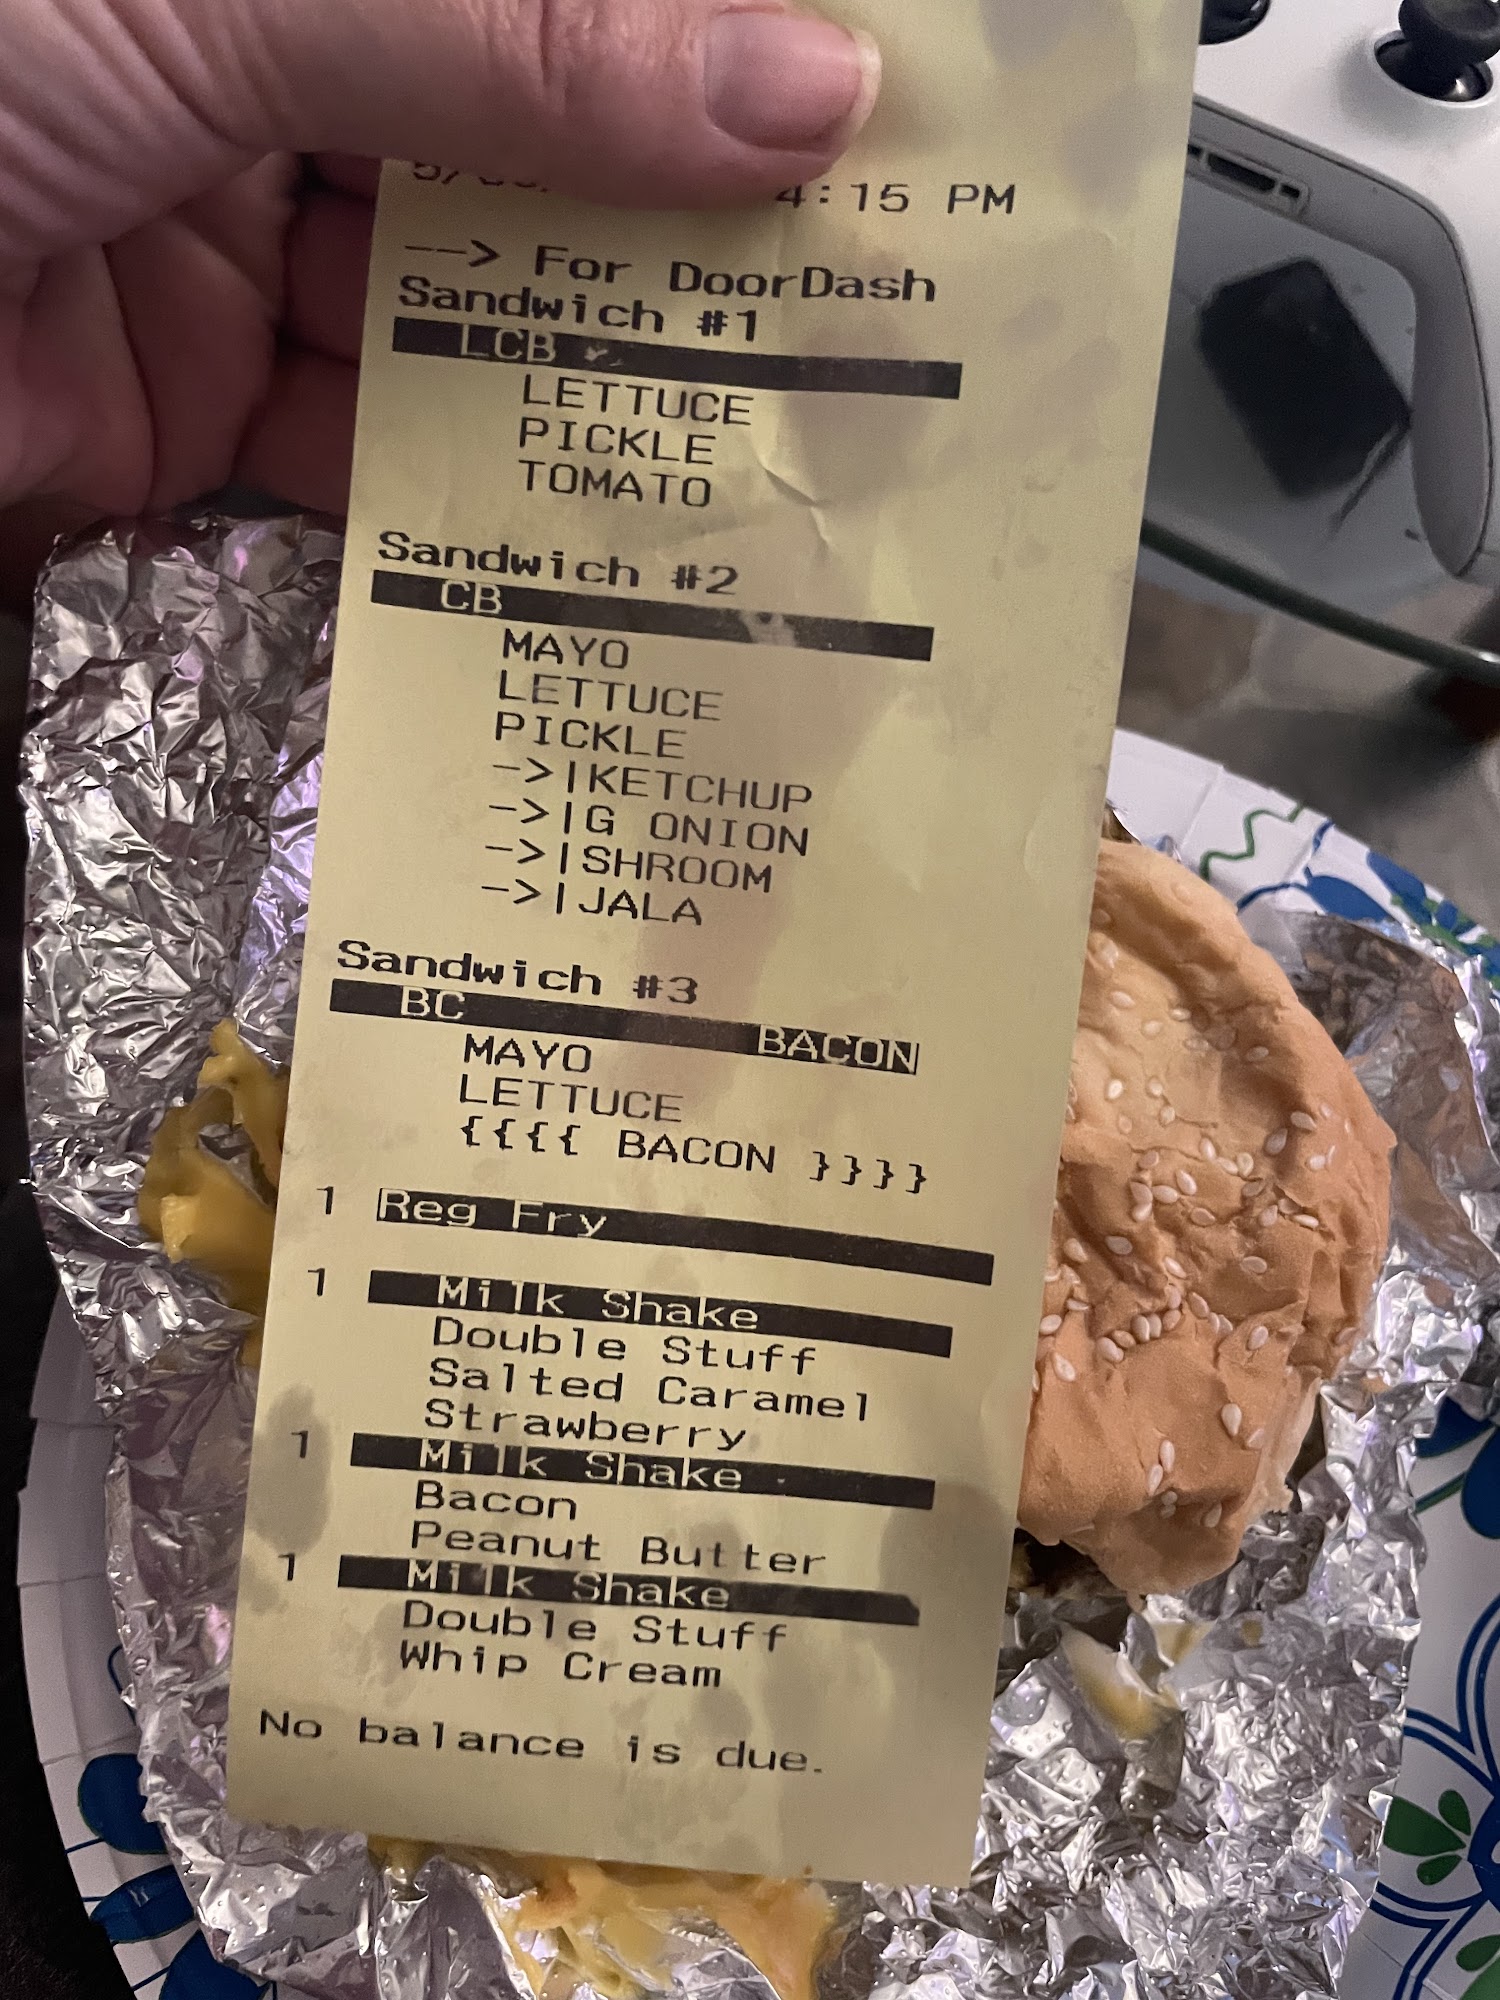 4:15 PM
--> For DoorDash
Sandwich #1
LCB
LETTUCE
PICKLE
TOMATO
Sandwich #2
CB
MAYO
LETTUCE
PICKLE
->|KETCHUP
->|G ONION
->|SHROOM
->|JALA
Sandwich #3
BC BACON
MAYO
LETTUCE
{{{{ BACON }}}}
1 Reg Fry
1 Milk Shake
Double Stuff
Salted Caramel
Strawberry
1 Milk Shake
Bacon
Peanut Butter
1 Milk Shake
Double Stuff
Whip Cream
No balance is due.